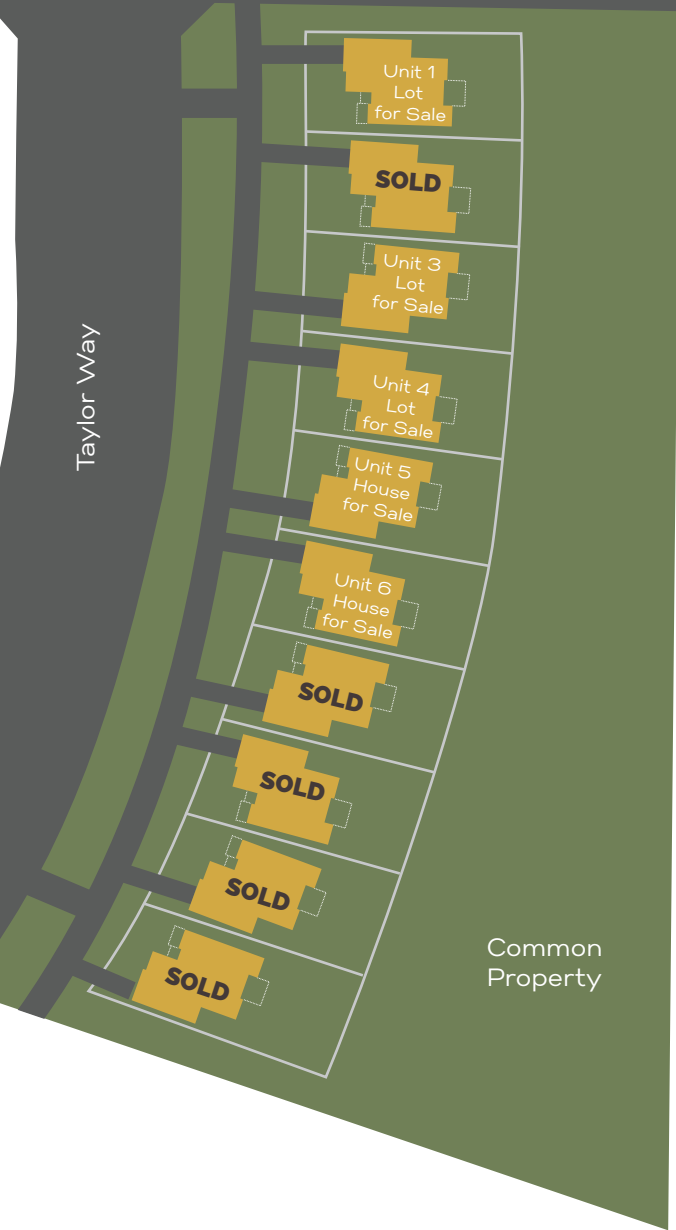 Unit 1
Lot
for Sale
SOLD
Unit 3
Lot
for Sale
Taylor Way
Unit 4
Lot
for Sale
Unit 5
House
for Sale
Unit 6
House
for Sale
SOLD
SOLD
SOLD
SOLD
Common
Property